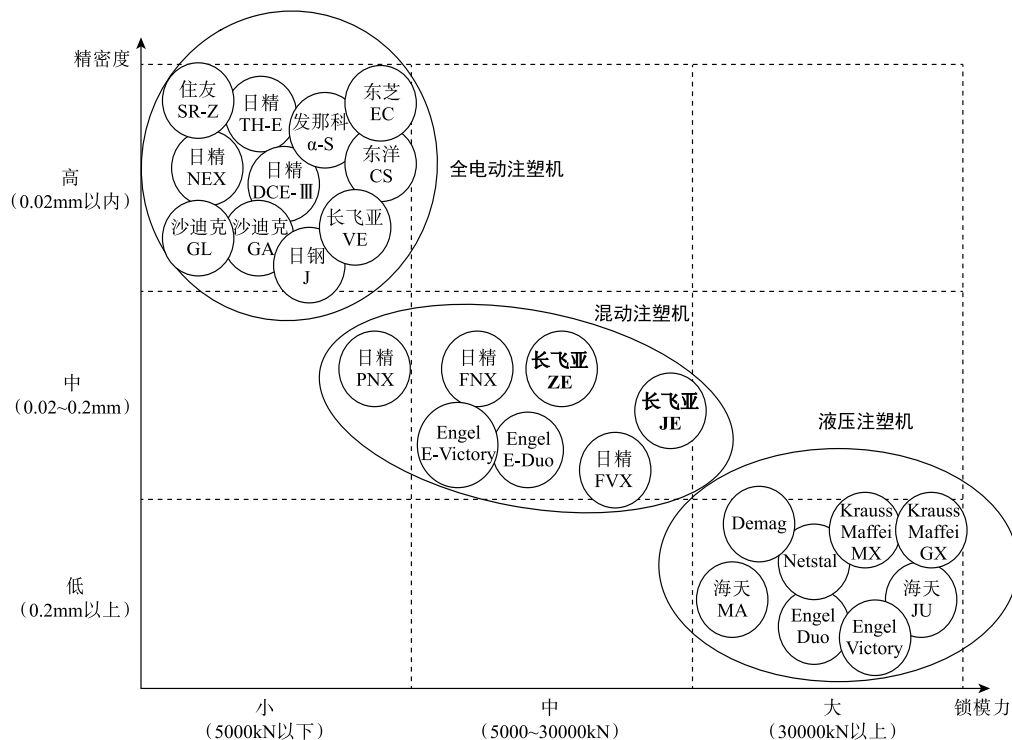 精密度
高
(0.02mm以内)
中
(0.02~0.2mm)
低
(0.2mm以上)
住友
SR-Z
日精
TH-E
发那科
α-S
东芝
EC
日精
NEX
日精
DCE-Ⅲ
东洋
CS
沙迪克
GL
沙迪克
GA
日钢
J
长飞亚
VE
全电动注塑机
混动注塑机
日精
PNX
日精
FNX
长飞亚
ZE
长飞亚
JE
Engel
E-Victory
Engel
E-Duo
日精
FVX
液压注塑机
Demag
Netstal
Krauss
Maffei
MX
Krauss
Maffei
GX
海天
MA
Engel
Duo
Engel
Victory
海天
JU
小
(5000kN以下)
中
(5000~30000kN)
大
(30000kN以上)
锁模力